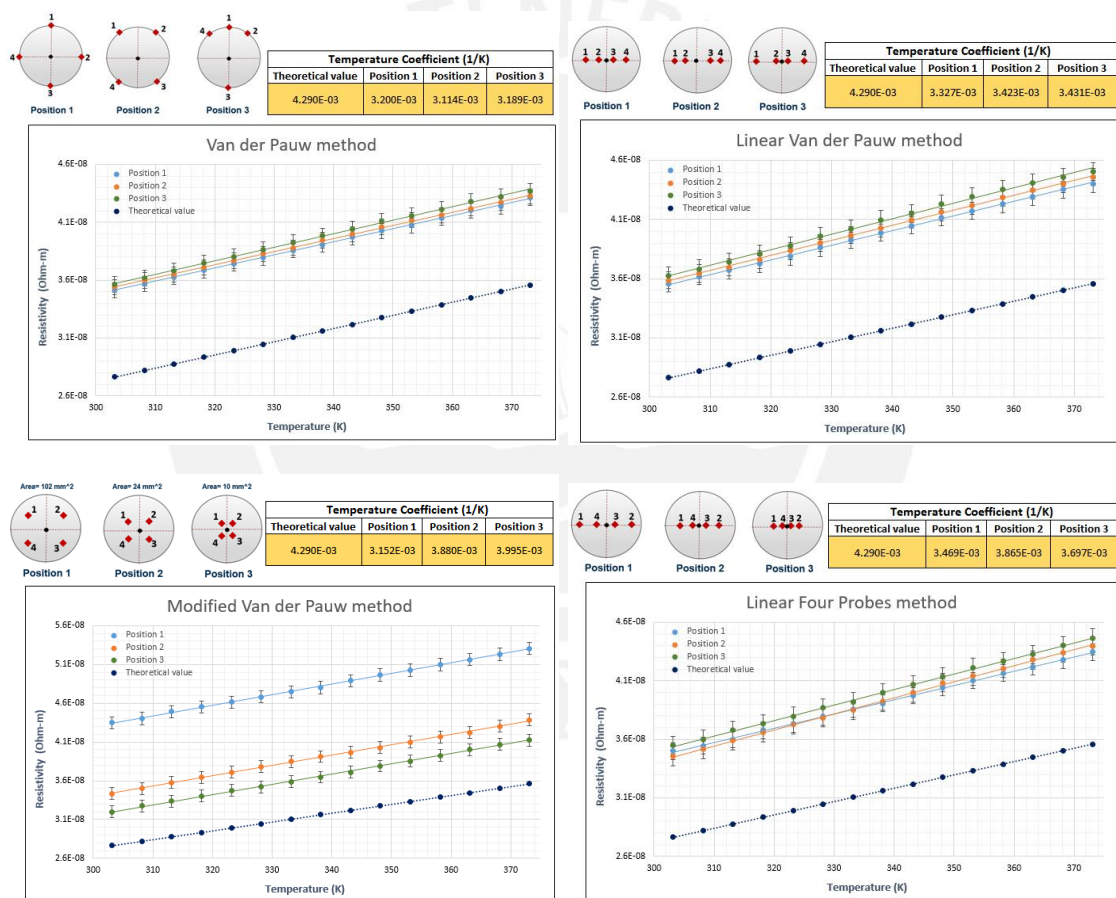 1
4
2
3
Position 1
1
2
4
3
Position 2
1
4
2
3
Position 3
Temperature Coefficient (1/K)
Theoretical value Position 1 Position 2 Position 3
4.290E-03 3.200E-03 3.114E-03 3.189E-03
Van der Pauw method
Position 1
Position 2
Position 3
Theoretical value
Resistivity (Ohm-m)
4.6E-08
4.1E-08
3.6E-08
3.1E-08
2.6E-08
300 310 320 330 340 350 360 370
Temperature (K)
1 2 3 4
Position 1
1 2 3 4
Position 2
1 2 3 4
Position 3
Temperature Coefficient (1/K)
Theoretical value Position 1 Position 2 Position 3
4.290E-03 3.327E-03 3.423E-03 3.431E-03
Linear Van der Pauw method
Position 1
Position 2
Position 3
Theoretical value
Resistivity (Ohm-m)
4.6E-08
4.1E-08
3.6E-08
3.1E-08
2.6E-08
300 310 320 330 340 350 360 370
Temperature (K)
Area= 102 mm^2
1 2
4 3
Position 1
Area= 24 mm^2
1 2
4 3
Position 2
Area= 10 mm^2
1 2
4 3
Position 3
Temperature Coefficient (1/K)
Theoretical value Position 1 Position 2 Position 3
4.290E-03 3.152E-03 3.880E-03 3.995E-03
Modified Van der Pauw method
Position 1
Position 2
Position 3
Theoretical value
Resistivity (Ohm-m)
5.6E-08
5.1E-08
4.6E-08
4.1E-08
3.6E-08
3.1E-08
2.6E-08
300 310 320 330 340 350 360 370
Temperature (K)
1 4 3 2
Position 1
1 4 3 2
Position 2
1 4 3 2
Position 3
Temperature Coefficient (1/K)
Theoretical value Position 1 Position 2 Position 3
4.290E-03 3.469E-03 3.865E-03 3.697E-03
Linear Four Probes method
Position 1
Position 2
Position 3
Theoretical value
Resistivity (Ohm-m)
4.6E-08
4.1E-08
3.6E-08
3.1E-08
2.6E-08
300 310 320 330 340 350 360 370
Temperature (K)